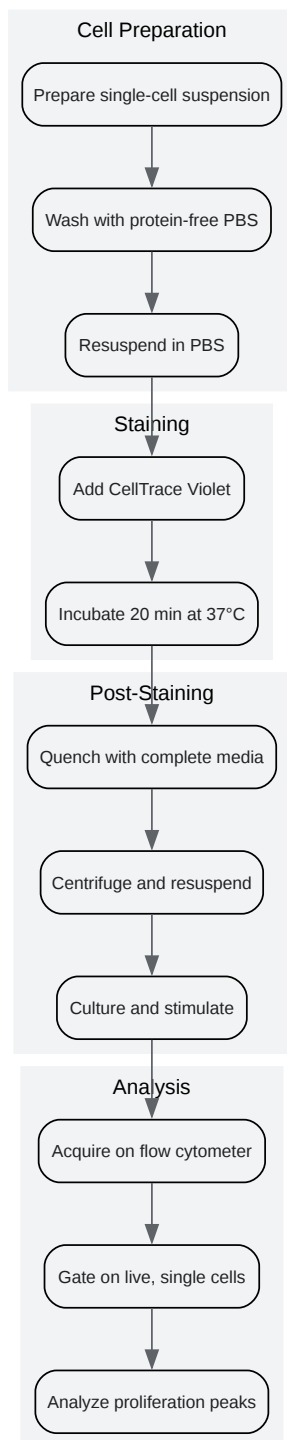 Cell Preparation
Prepare single-cell suspension
Wash with protein-free PBS
Resuspend in PBS
Staining
Add CellTrace Violet
Incubate 20 min at 37°C
Post-Staining
Quench with complete media
Centrifuge and resuspend
Culture and stimulate
Analysis
Acquire on flow cytometer
Gate on live, single cells
Analyze proliferation peaks